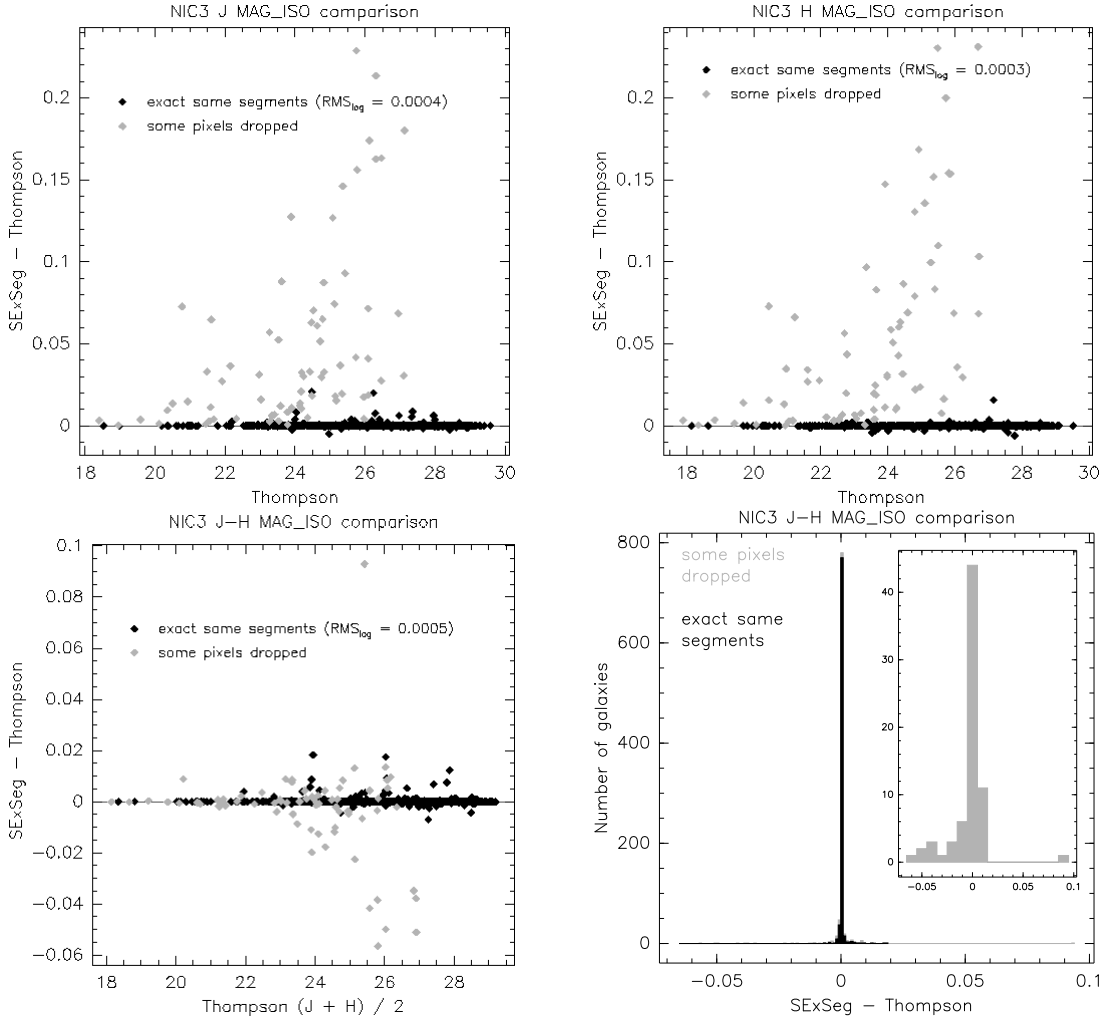 NIC3 J MAG_ISO comparison
exact same segments (RMS_log = 0.0004)
some pixels dropped
0.2
0.15
0.1
0.05
0
SExSeg – Thompson
18 20 22 24 26 28 30
Thompson
NIC3 H MAG_ISO comparison
exact same segments (RMS_log = 0.0003)
some pixels dropped
0.2
0.15
0.1
0.05
0
SExSeg – Thompson
18 20 22 24 26 28 30
Thompson
NIC3 J–H MAG_ISO comparison
exact same segments (RMS_log = 0.0005)
some pixels dropped
0.1
0.08
0.06
0.04
0.02
0
−0.02
−0.04
−0.06
SExSeg – Thompson
18 20 22 24 26 28
Thompson (J + H) / 2
NIC3 J–H MAG_ISO comparison
some pixels
dropped
exact same
segments
800
600
400
200
0
Number of galaxies
40
30
20
10
0
−0.05 0 0.05 0.1
−0.05 0 0.05 0.1
SExSeg – Thompson